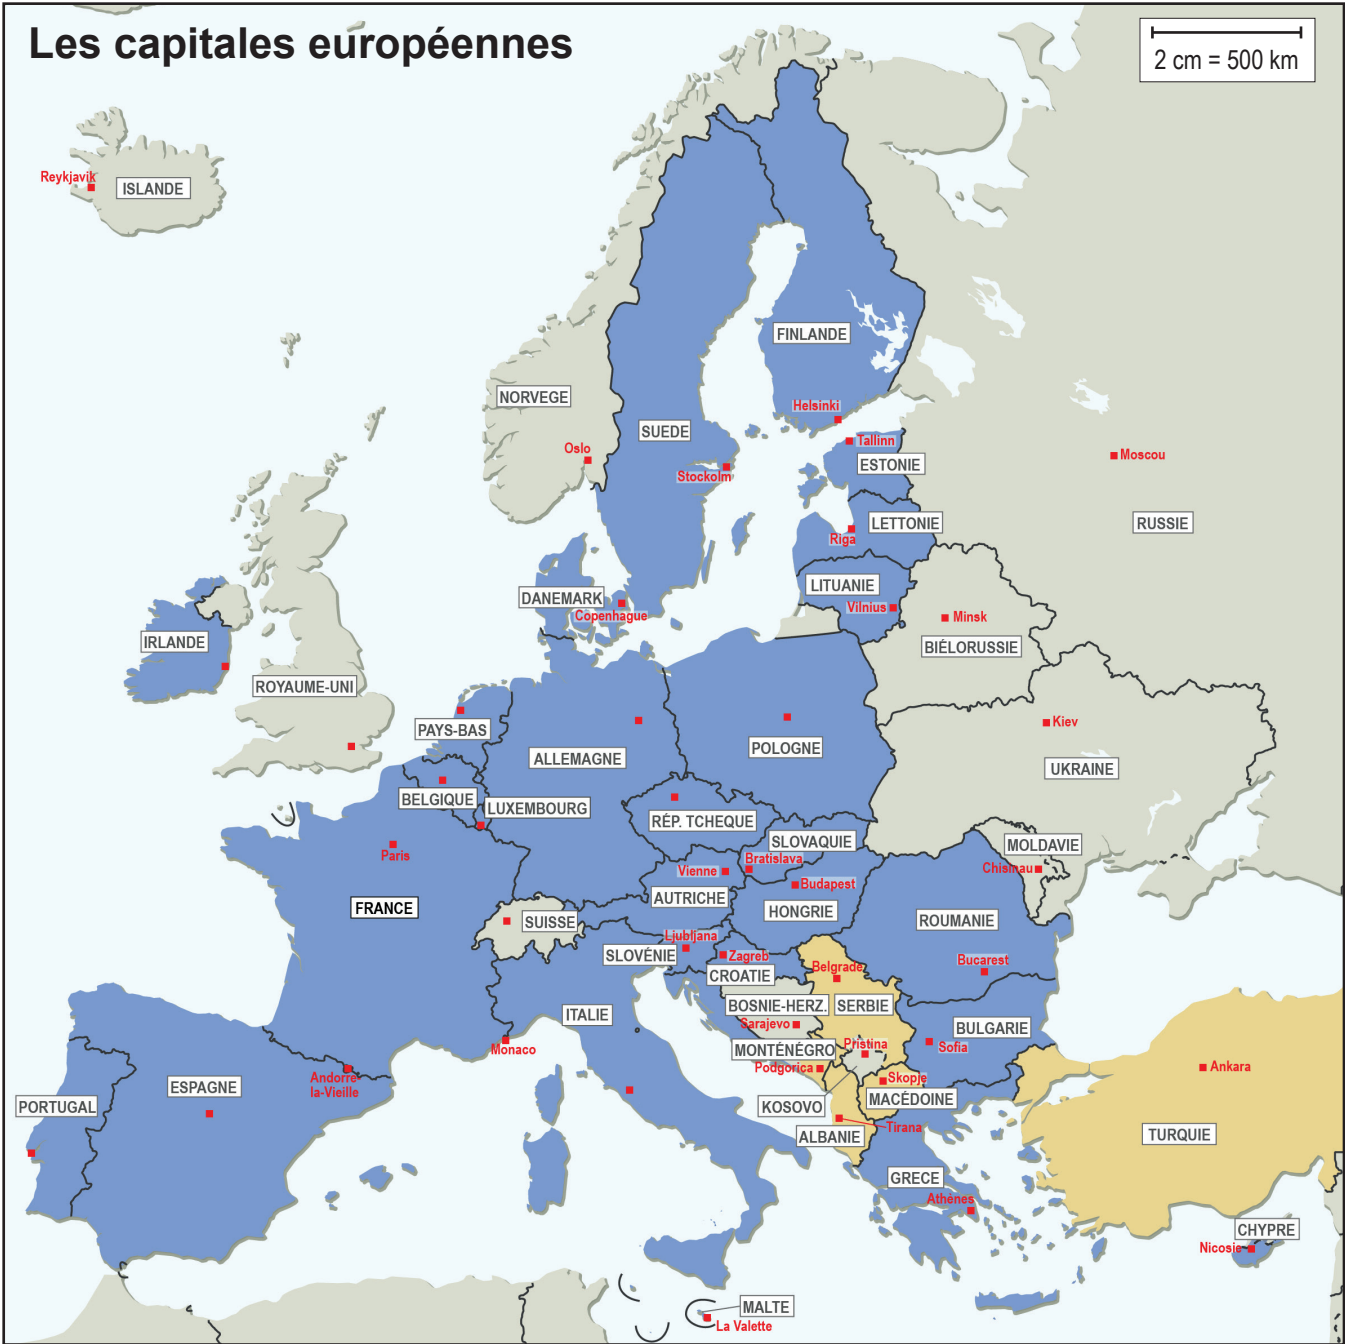 Les capitales européennes
2 cm = 500 km
Reykjavik
ISLANDE
FINLANDE
NORVEGE
Helsinki
SUEDE
Tallinn
Oslo
Stockolm
ESTONIE
Moscou
LETTONIE
RUSSIE
Riga
LITUANIE
DANEMARK
Vilnius
Copenhague
Minsk
IRLANDE
BIÉLORUSSIE
ROYAUME-UNI
PAYS-BAS
Kiev
POLOGNE
ALLEMAGNE
UKRAINE
BELGIQUE
LUXEMBOURG
RÉP. TCHEQUE
SLOVAQUIE
MOLDAVIE
Paris
Bratislava
Vienne
Chisinau
Budapest
AUTRICHE
FRANCE
HONGRIE
SUISSE
ROUMANIE
Ljubljana
SLOVÉNIE
Zagreb
Bucarest
Belgrade
CROATIE
BOSNIE-HERZ.
SERBIE
ITALIE
Sarajevo
BULGARIE
Monaco
MONTÉNÉGRO
Pristina
Sofia
Podgorica
Ankara
Andorre-
la-Vieille
ESPAGNE
Skopje
PORTUGAL
KOSOVO
MACÉDOINE
ALBANIE
Tirana
TURQUIE
GRECE
Athènes
CHYPRE
Nicosie
MALTE
La Valette